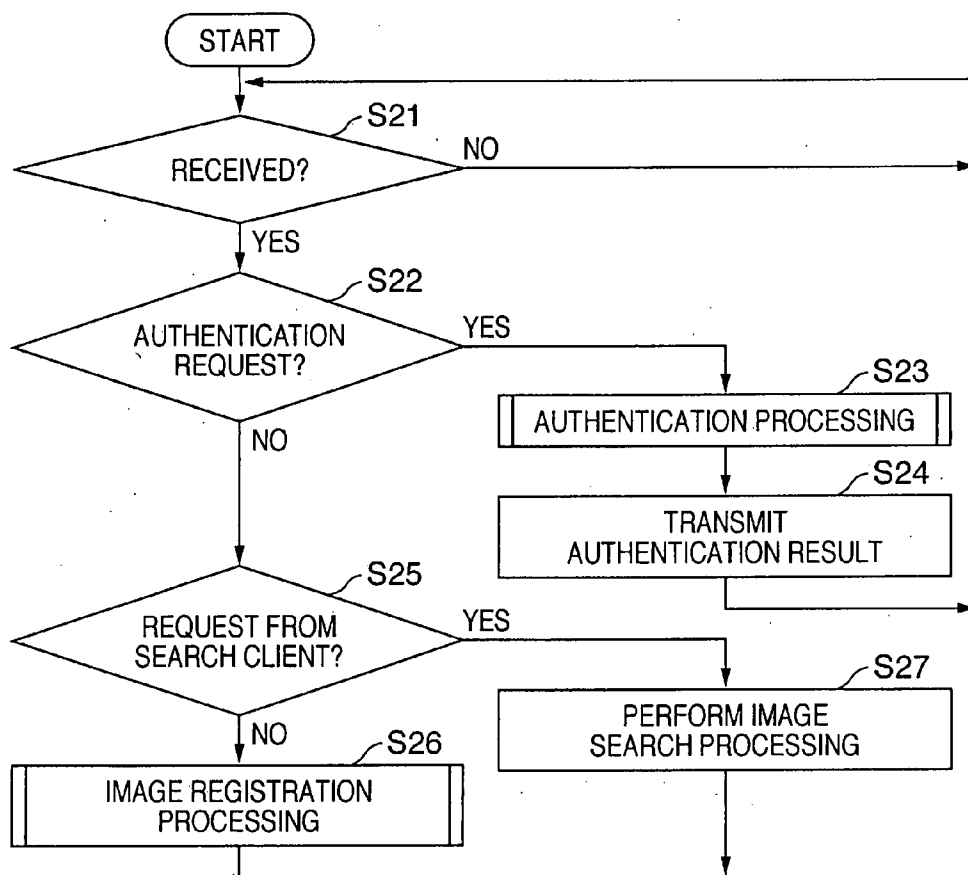 START
S21
RECEIVED?
NO
YES
S22
AUTHENTICATION
REQUEST?
YES
NO
S23
AUTHENTICATION PROCESSING
S24
TRANSMIT
AUTHENTICATION RESULT
S25
REQUEST FROM
SEARCH CLIENT?
YES
NO
S27
PERFORM IMAGE
SEARCH PROCESSING
S26
IMAGE REGISTRATION
PROCESSING